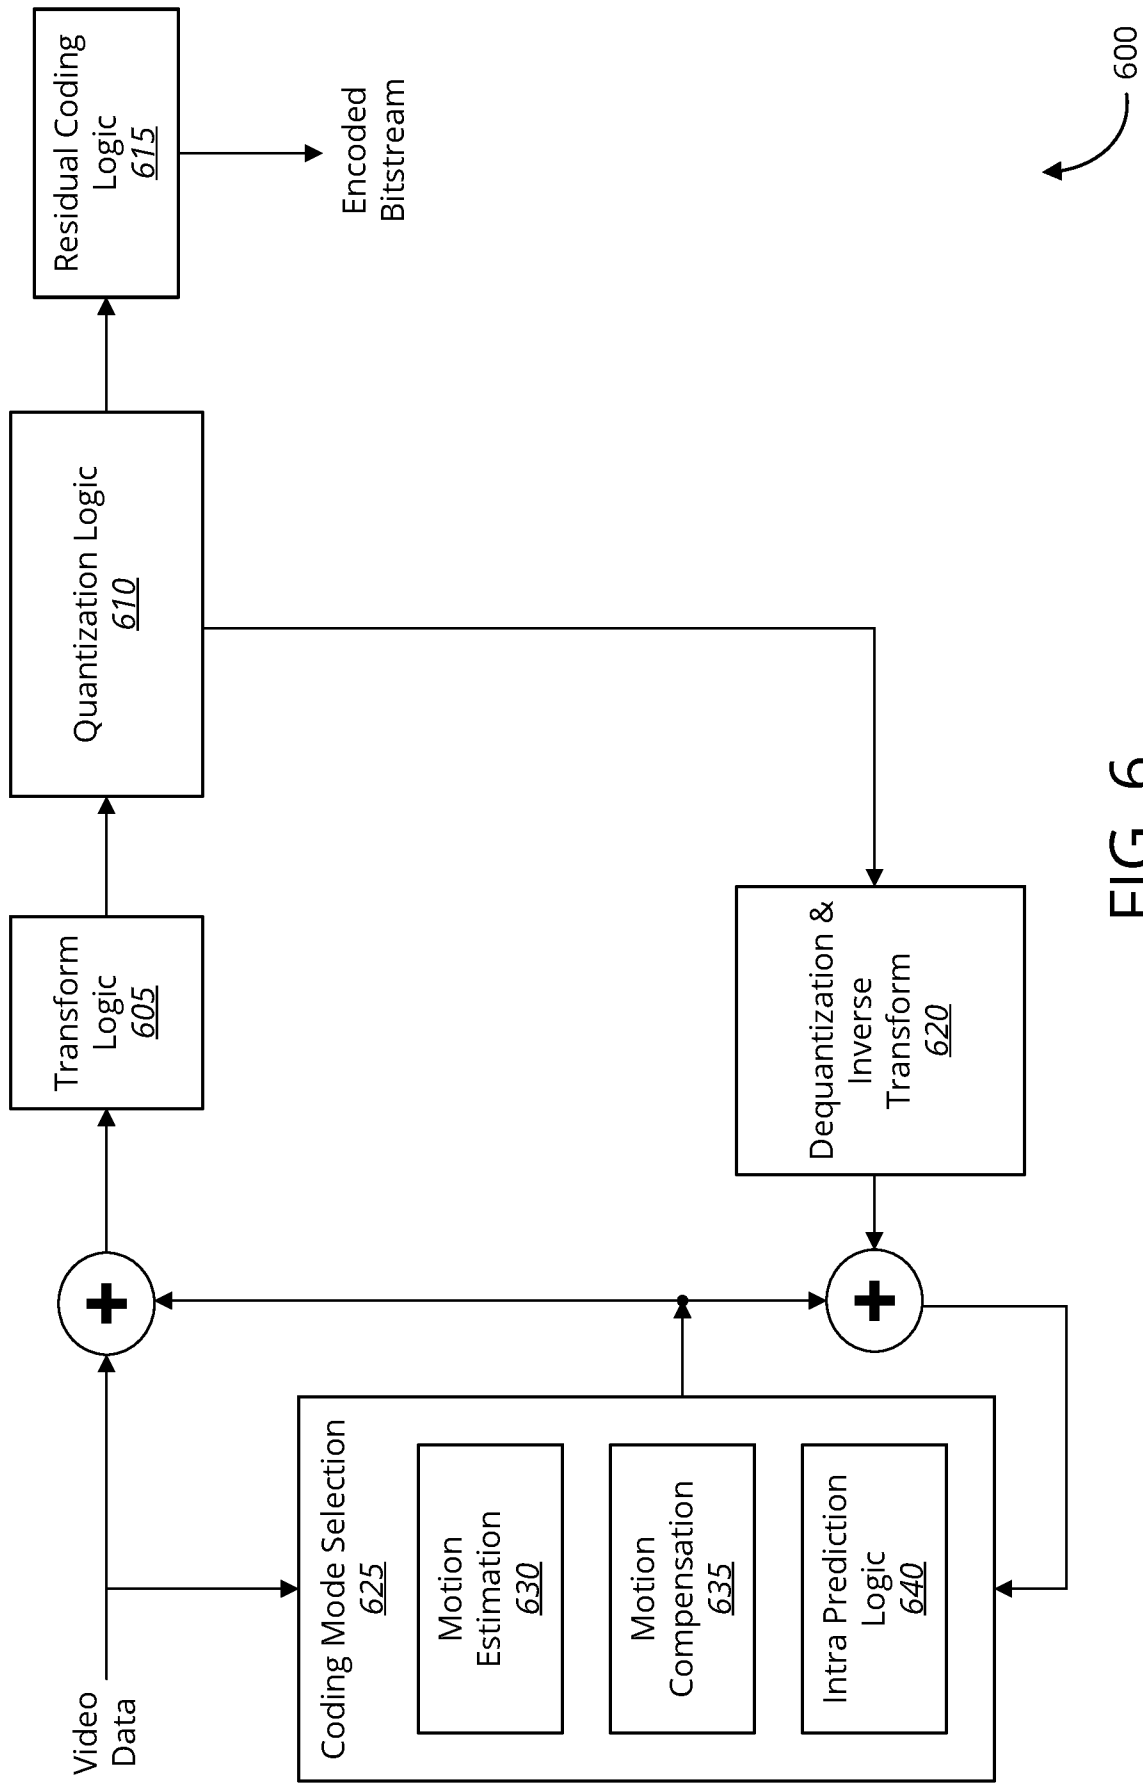 Video
Data
Transform
Logic
605
Quantization Logic
610
Residual Coding
Logic
615
Encoded
Bitstream
Coding Mode Selection
625
Motion
Estimation
630
Motion
Compensation
635
Intra Prediction
Logic
640
Dequantization &
Inverse
Transform
620
600
FIG. 6